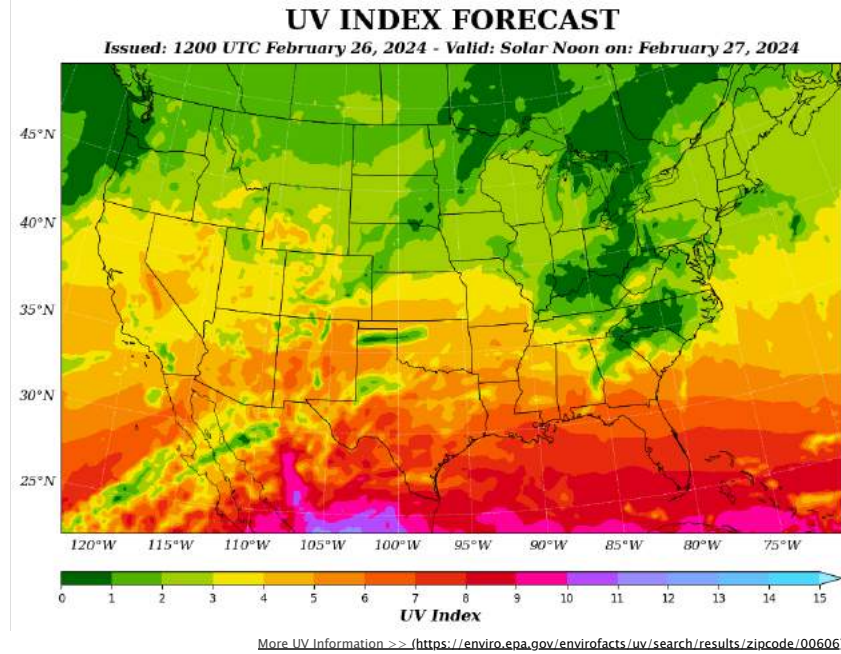 UV INDEX FORECAST
Issued: 1200 UTC February 26, 2024 - Valid: Solar Noon on: February 27, 2024
45°N
40°N
35°N
30°N
25°N
120°W 115°W 110°W 105°W 100°W 95°W 90°W 85°W 80°W 75°W
0 1 2 3 4 5 6 7 8 9 10 11 12 13 14 15
UV Index
More UV Information >> (https://enviro.epa.gov/envirofacts/uv/search/results/zipcode/00606